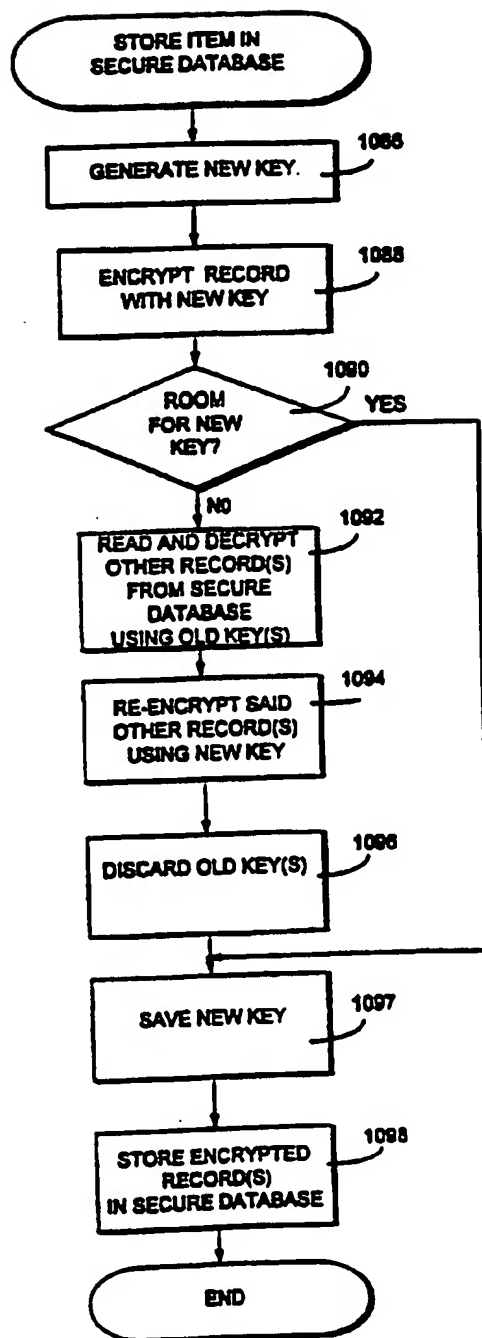 STORE ITEM IN
SECURE DATABASE
1086
GENERATE NEW KEY.
1088
ENCRYPT RECORD
WITH NEW KEY
1090
ROOM
FOR NEW
KEY?
YES
NO
1092
READ AND DECRYPT
OTHER RECORD(S)
FROM SECURE
DATABASE
USING OLD KEY(S)
1094
RE-ENCRYPT SAID
OTHER RECORD(S)
USING NEW KEY
1096
DISCARD OLD KEY(S)
1097
SAVE NEW KEY
1098
STORE ENCRYPTED
RECORD(S)
IN SECURE DATABASE
END